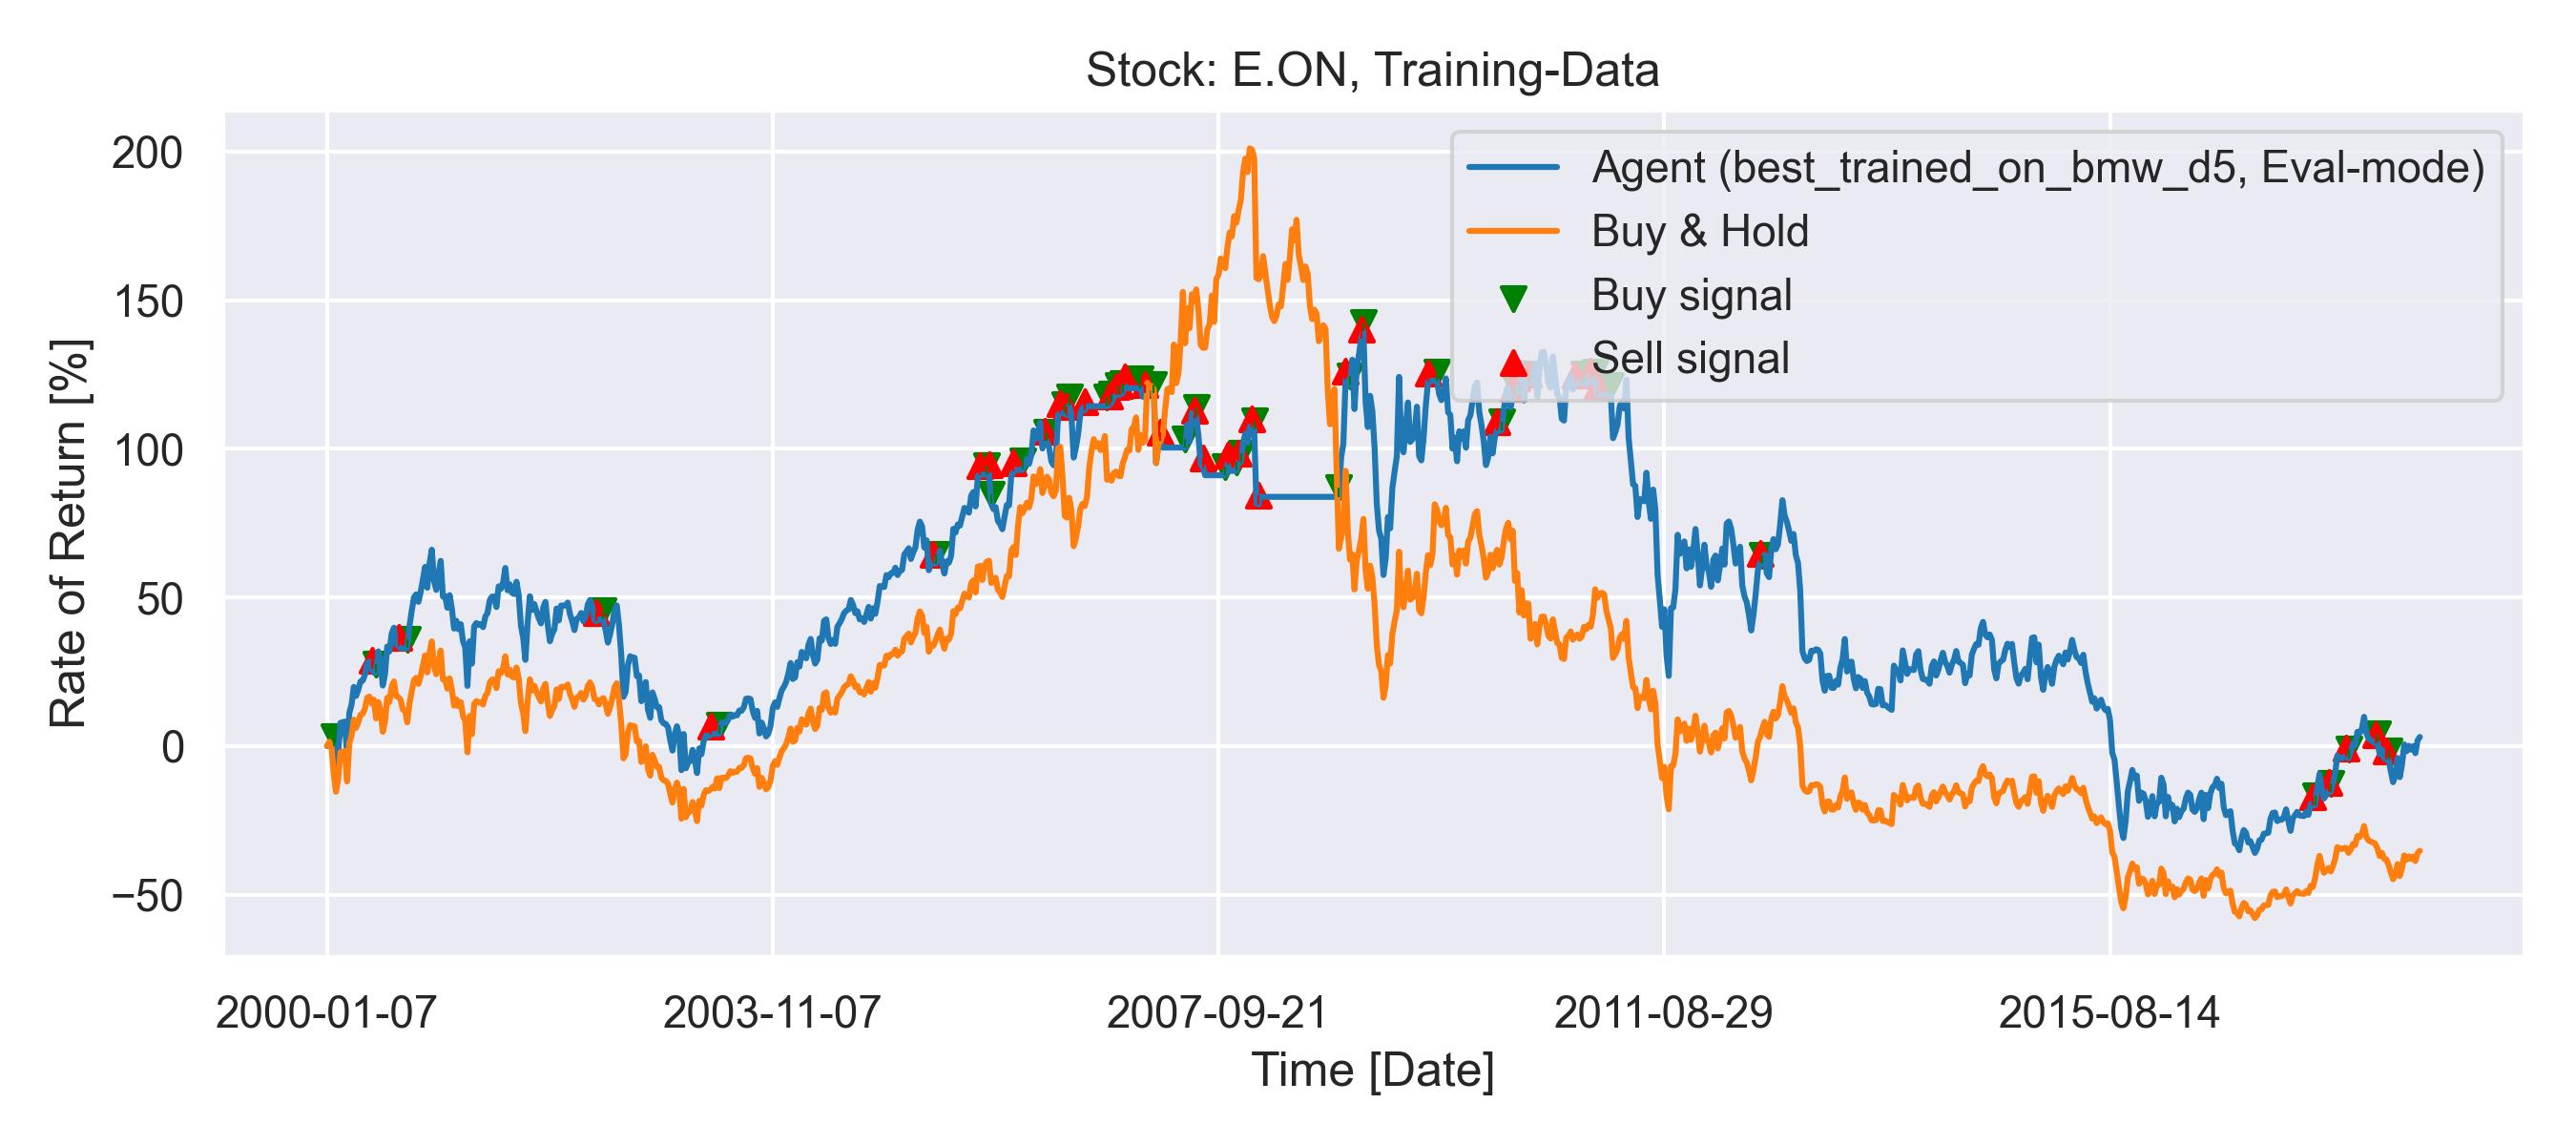 Stock: E.ON, Training-Data
Agent (best_trained_on_bmw_d5, Eval-mode)
Buy & Hold
Buy signal
Sell signal
Rate of Return [%]
200
150
100
50
0
−50
2000-01-07
2003-11-07
2007-09-21
2011-08-29
2015-08-14
Time [Date]